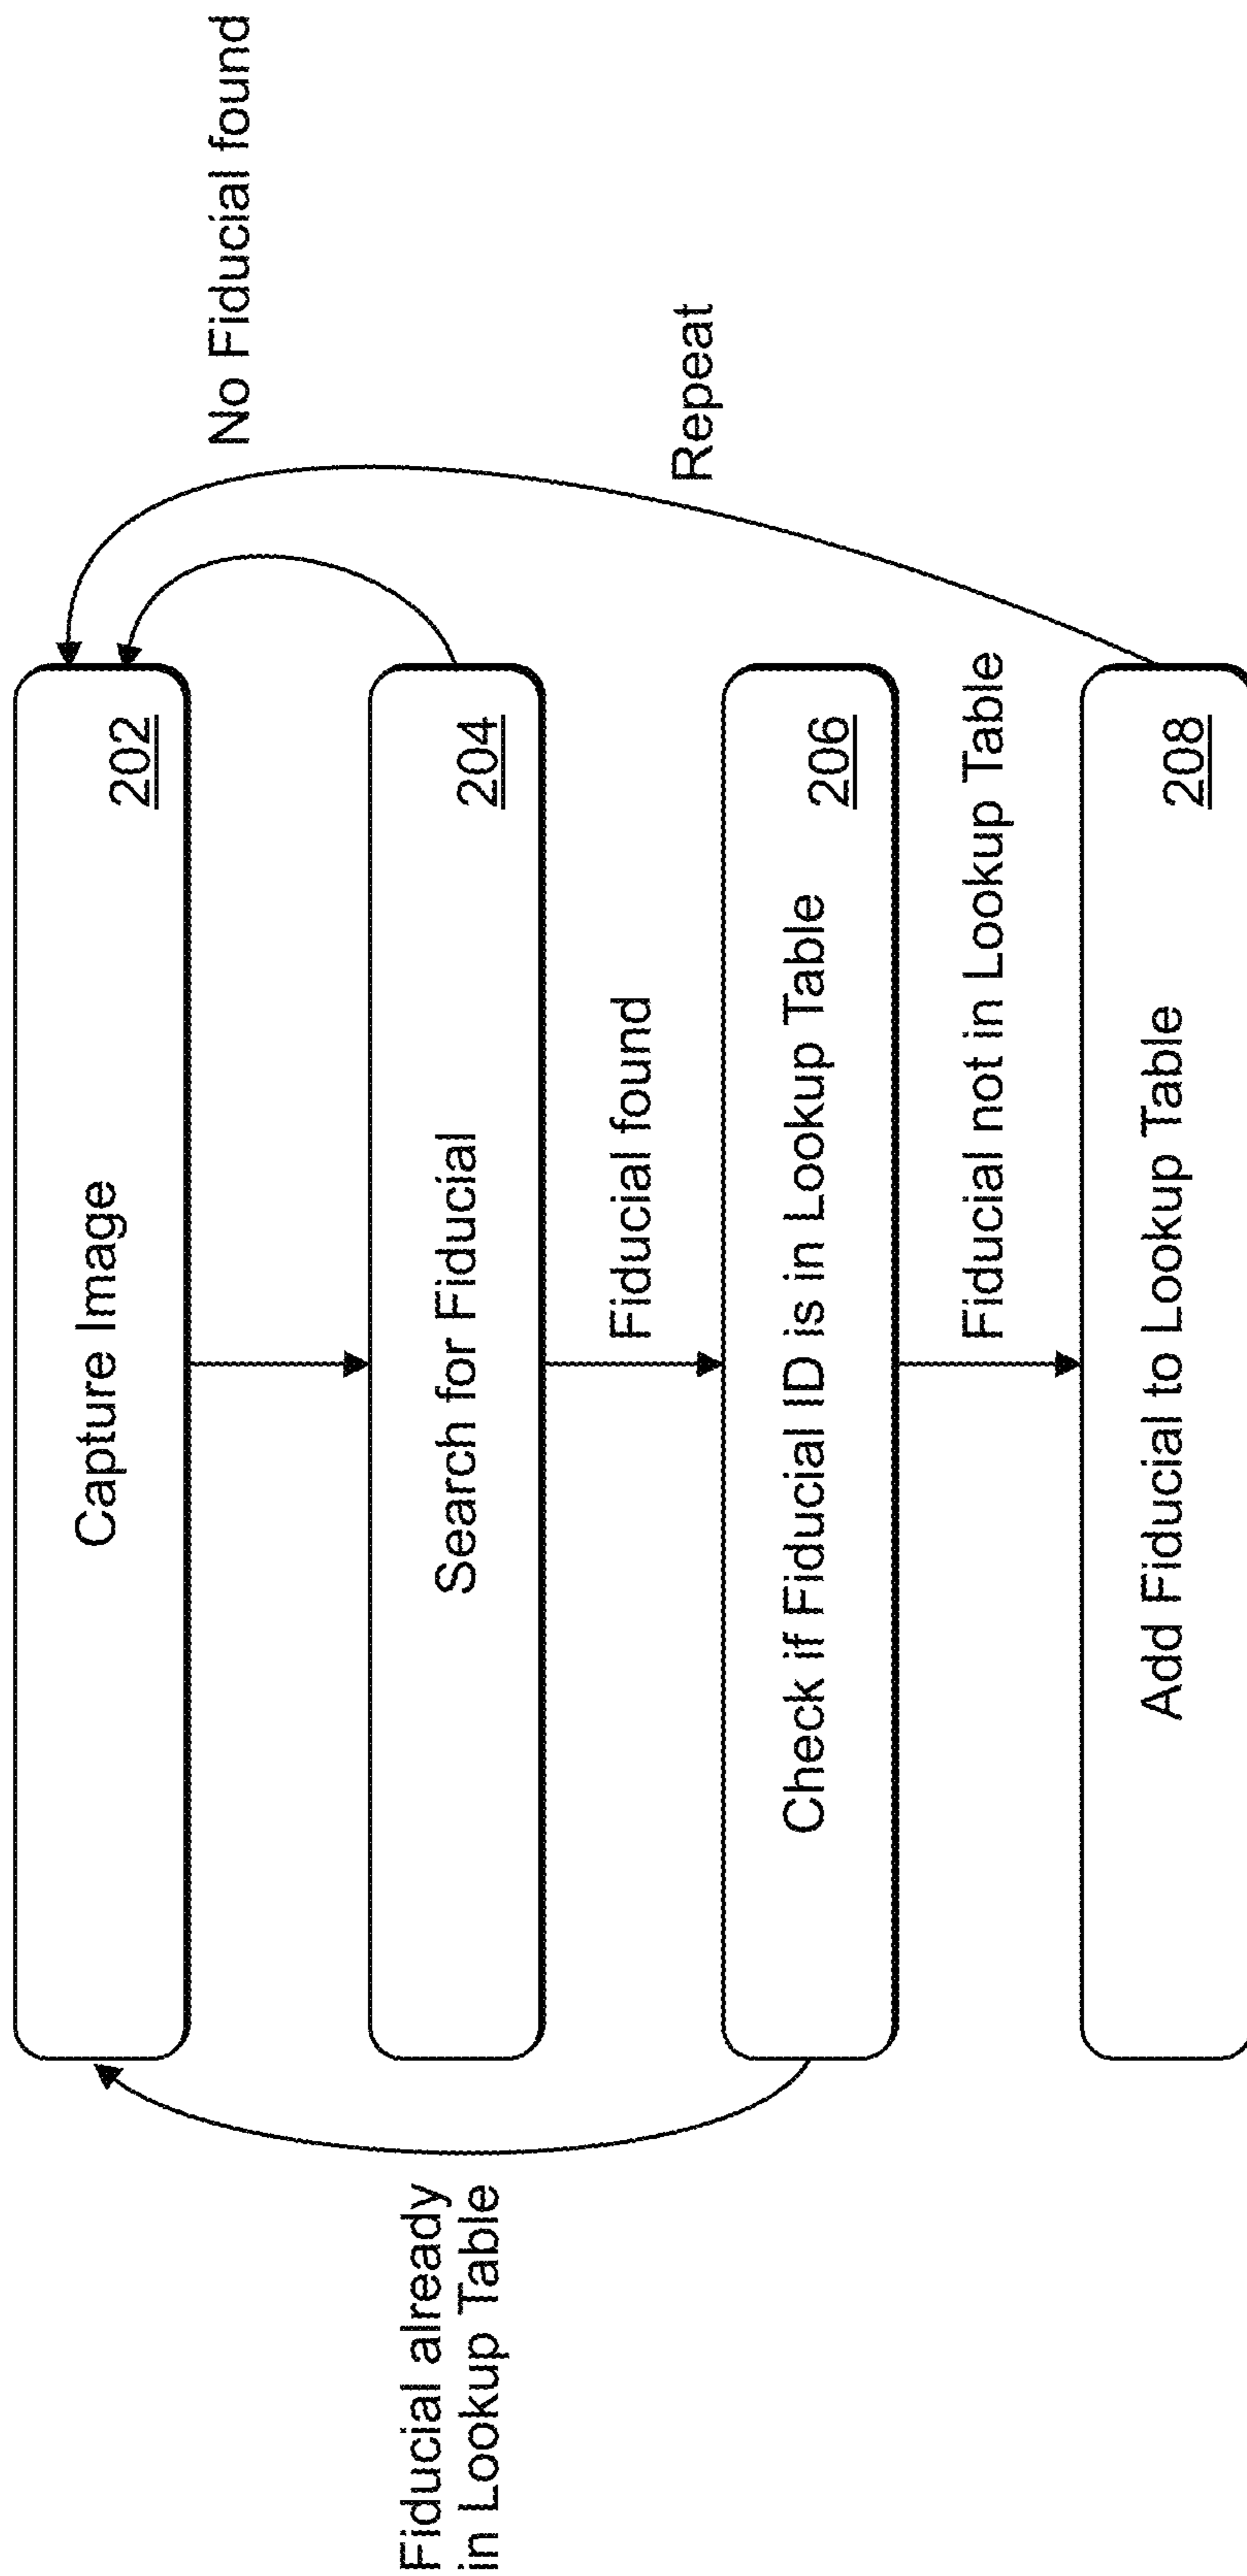 Capture Image
202
No Fiducial found
Search for Fiducial
204
Fiducial already
in Lookup Table
Fiducial found
Repeat
Check if Fiducial ID is in Lookup Table
206
Fiducial not in Lookup Table
Add Fiducial to Lookup Table
208